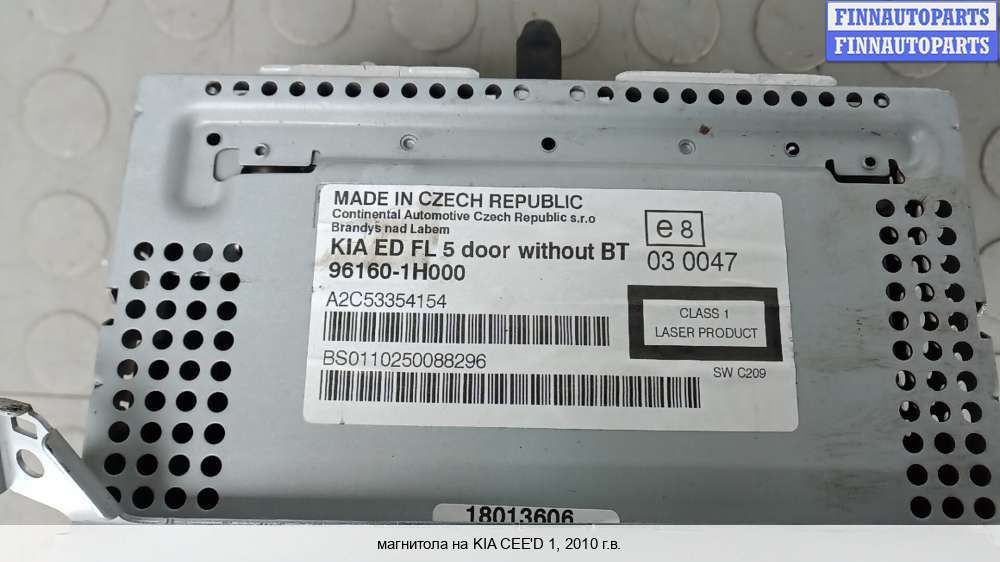 FINNAUTOPARTS
FINNAUTOPARTS
MADE IN CZECH REPUBLIC
Continental Automotive Czech Republic s.r.o
Brandýs nad Labem
KIA ED FL 5 door without BT
96160-1H000
e8
03 0047
A2C53354154
CLASS 1
LASER PRODUCT
BS0110250088296
SW C209
18013606
магнитола на KIA CEE'D 1, 2010 г.в.